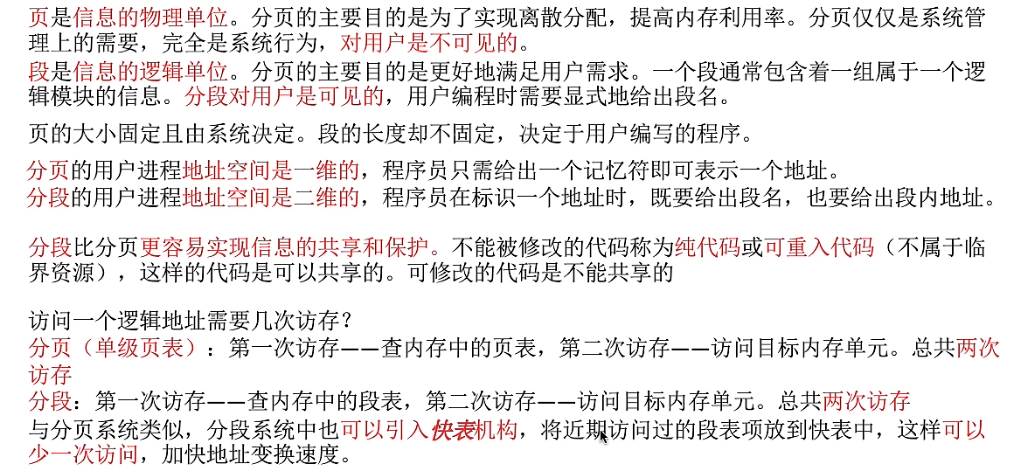 页是信息的物理单位。分页的主要目的是为了实现离散分配，提高内存利用率。分页仅仅是系统管
理上的需要，完全是系统行为，对用户是不可见的。
段是信息的逻辑单位。分页的主要目的是更好地满足用户需求。一个段通常包含着一组属于一个逻
辑模块的信息。分段对用户是可见的，用户编程时需要显式地给出段名。
页的大小固定且由系统决定。段的长度却不固定，决定于用户编写的程序。
分页的用户进程地址空间是一维的，程序员只需给出一个记忆符即可表示一个地址。
分段的用户进程地址空间是二维的，程序员在标识一个地址时，既要给出段名，也要给出段内地址。
分段比分页更容易实现信息的共享和保护。不能被修改的代码称为纯代码或可重入代码（不属于临
界资源），这样的代码是可以共享的。可修改的代码是不能共享的
访问一个逻辑地址需要几次访存？
分页（单级页表）：第一次访存——查内存中的页表，第二次访存——访问目标内存单元。总共两次
访存
分段：第一次访存——查内存中的段表，第二次访存——访问目标内存单元。总共两次访存
与分页系统类似，分段系统中也可以引入快表机构，将近期访问过的段表项放到快表中，这样可以
少一次访问，加快地址变换速度。